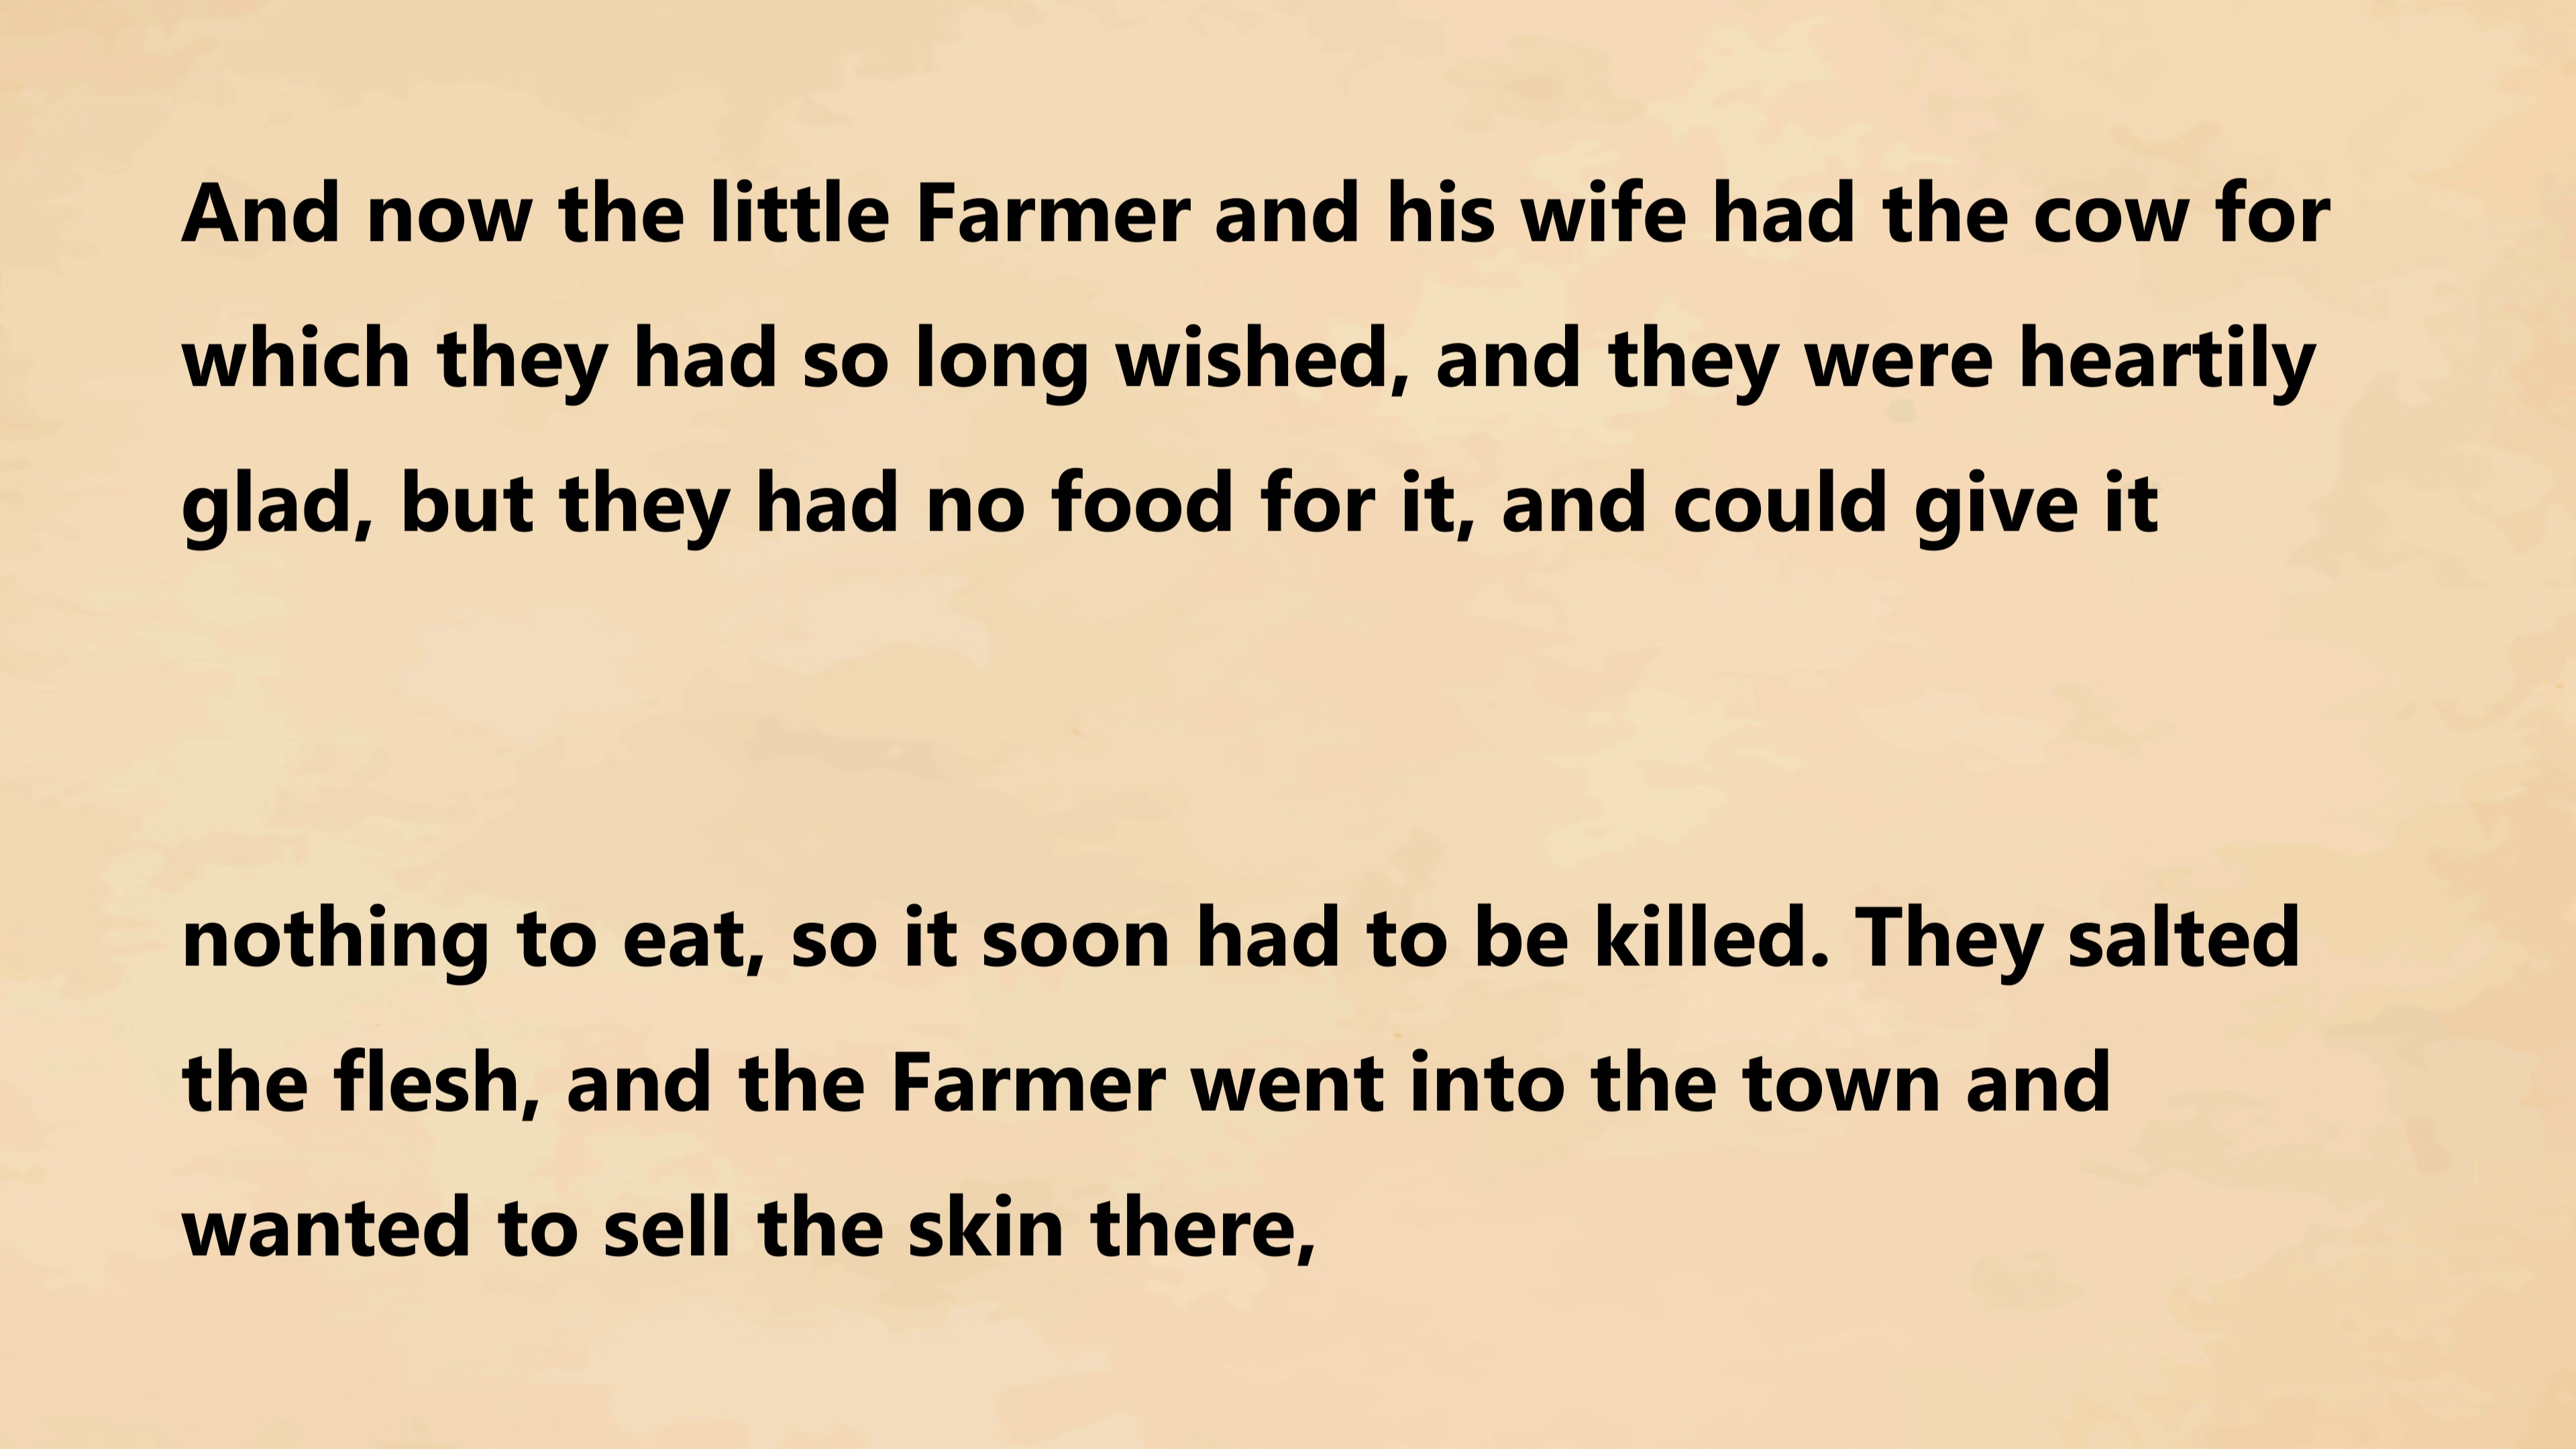 And now the little Farmer and his wife had the cow for
which they had so long wished, and they were heartily
glad, but they had no food for it, and could give it
nothing to eat, so it soon had to be killed. They salted
the flesh, and the Farmer went into the town and
wanted to sell the skin there,